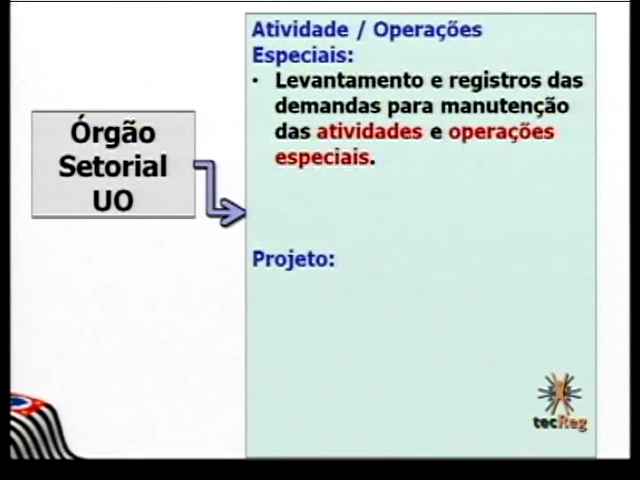 Órgão
Setorial
UO
Atividade / Operações
Especiais:
• Levantamento e registros das
demandas para manutenção
das atividades e operações
especiais.
Projeto:
tecReg